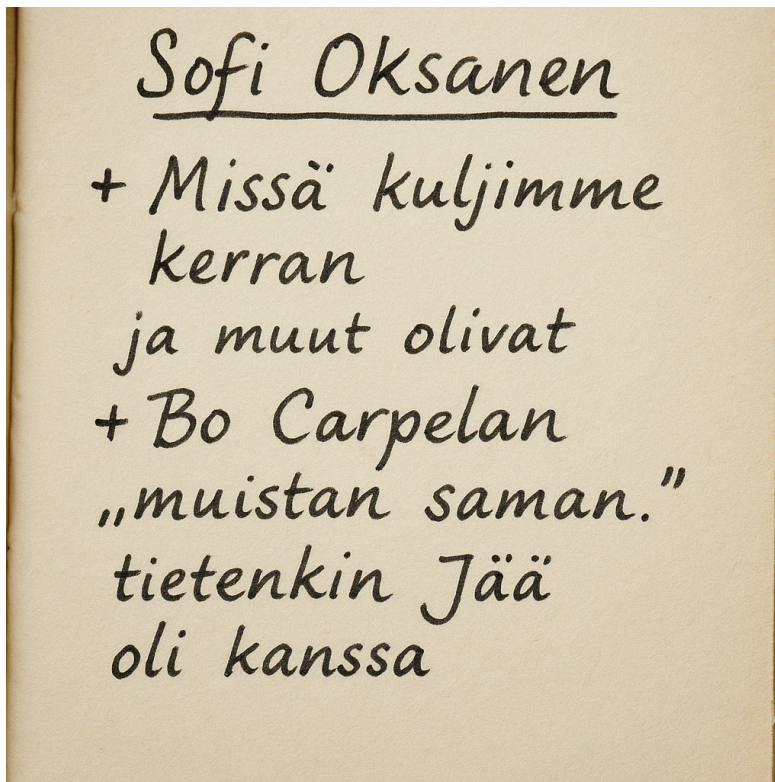 Sofi Oksanen
+ Missä kuljimme
kerran
ja muut olivat
+ Bo Carpelan
„muistan saman.”
tietenkin Jää
oli kanssa